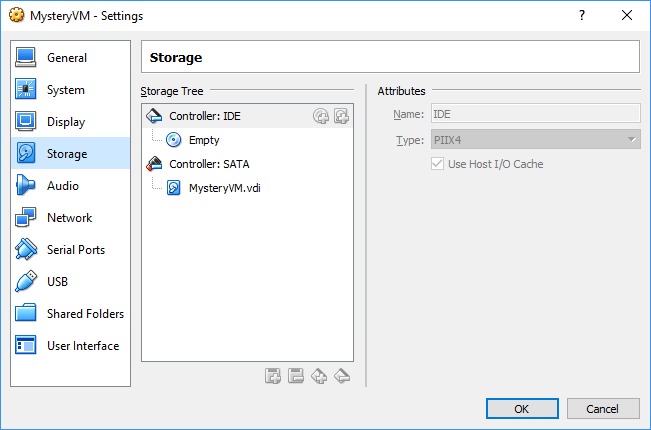 MysteryVM - Settings
?
General
System
Display
Storage
Audio
Network
Serial Ports
USB
Shared Folders
User Interface
Storage
Storage Tree
Controller: IDE
Empty
Controller: SATA
MysteryVM.vdi
Attributes
Name: IDE
Type: PIIX4
Use Host I/O Cache
OK Cancel